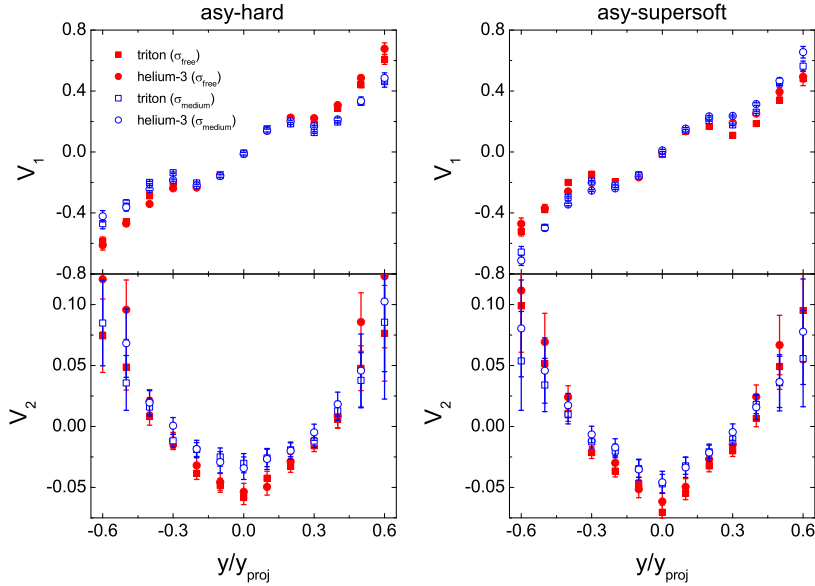 asy-hard
asy-supersoft
0.8
0.4
0.0
-0.4
-0.8
V1
triton (σfree)
helium-3 (σfree)
triton (σmedium)
helium-3 (σmedium)
0.8
0.4
0.0
-0.4
-0.8
V1
0.10
0.05
0.00
-0.05
V2
0.10
0.05
0.00
-0.05
V2
-0.6 -0.3 0.0 0.3 0.6
-0.6 -0.3 0.0 0.3 0.6
y/yproj
y/yproj